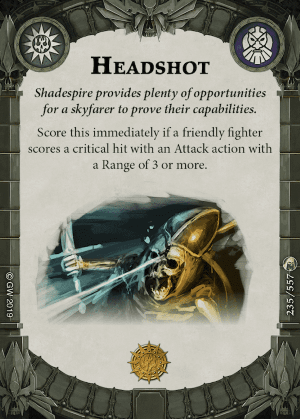 HEADSHOT
Shadespire provides plenty of opportunities
for a skyfarer to prove their capabilities.
Score this immediately if a friendly fighter
scores a critical hit with an Attack action with
a Range of 3 or more.
© GW 2019
235/557